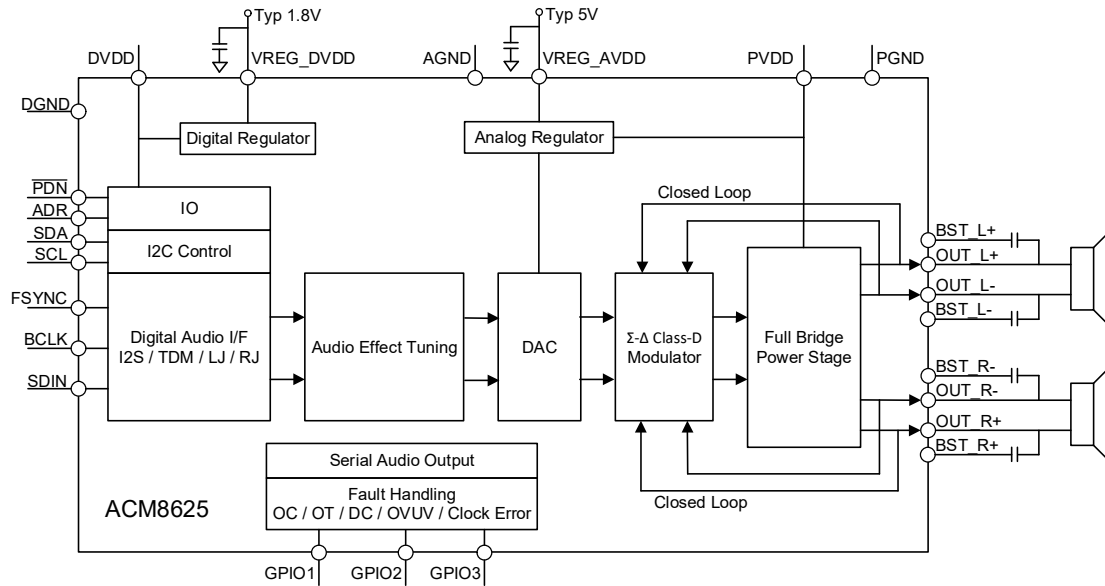 Typ 1.8V
Typ 5V
DVDD
VREG_DVDD
AGND
VREG_AVDD
PVDD
PGND
DGND
Digital Regulator
Analog Regulator
PDN
ADR
SDA
SCL
FSYNC
BCLK
SDIN
IO
I2C Control
Digital Audio I/F
I2S / TDM / LJ / RJ
Audio Effect Tuning
DAC
Σ-Δ Class-D
Modulator
Full Bridge
Power Stage
Closed Loop
Closed Loop
BST_L+
OUT_L+
OUT_L-
BST_L-
BST_R-
OUT_R-
OUT_R+
BST_R+
Serial Audio Output
Fault Handling
OC / OT / DC / OVUV / Clock Error
ACM8625
GPIO1
GPIO2
GPIO3